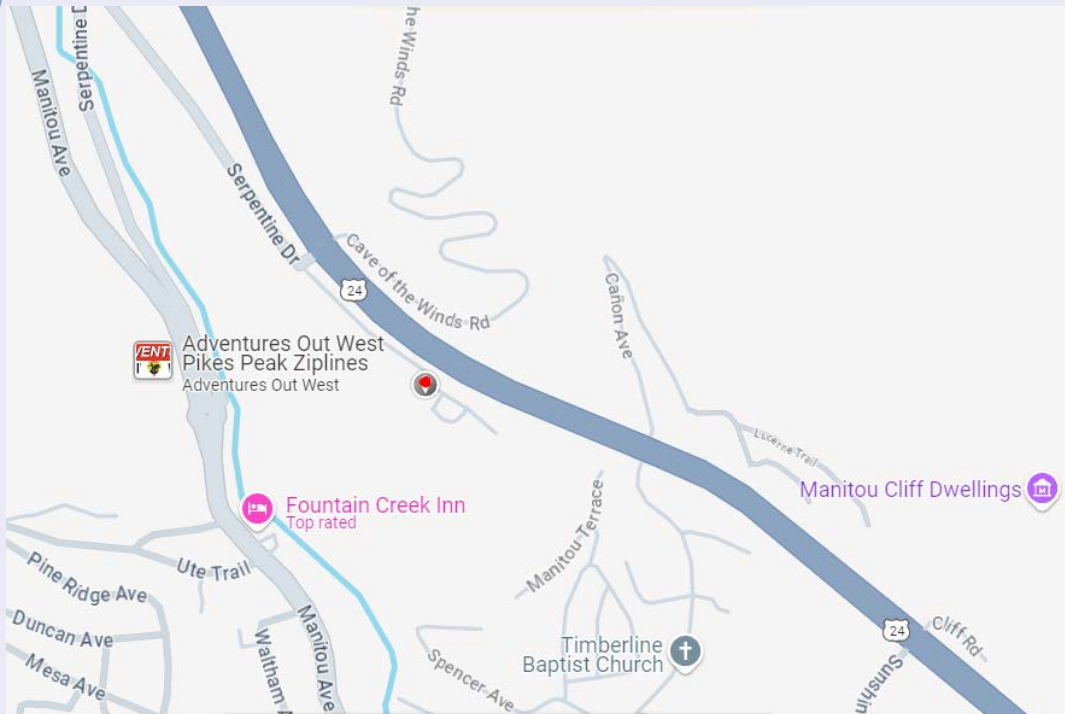 he Winds Rd
Serpentine D
Manitou Ave
Serpentine Dr
Cave of the Winds Rd
24
Cañon Ave
VENT
Adventures Out West
Pikes Peak Ziplines
Adventures Out West
Lucerne Trail
Manitou Cliff Dwellings
Fountain Creek Inn
Top rated
Manitou Terrace
Ute Trail
Pine Ridge Ave
Duncan Ave
Mesa Ave
Waltham A
Manitou Ave
Spencer Ave
Timberline
Baptist Church
24
Cliff Rd
Sunshin